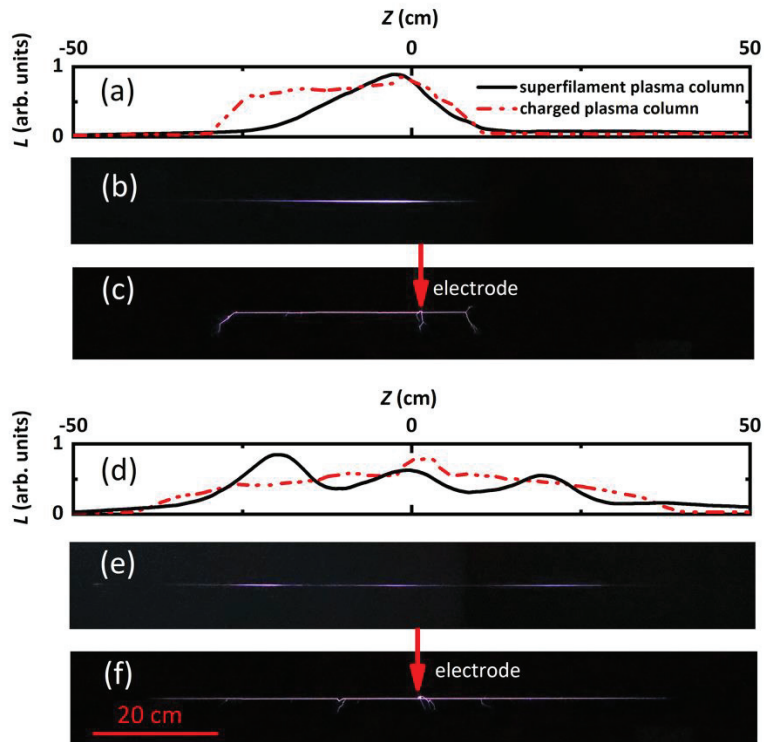 Z (cm)
-50 0 50
L (arb. units)
1
0
(a)
superfilament plasma column
charged plasma column
(b)
(c)
electrode
Z (cm)
-50 0 50
L (arb. units)
1
0
(d)
(e)
(f)
electrode
20 cm